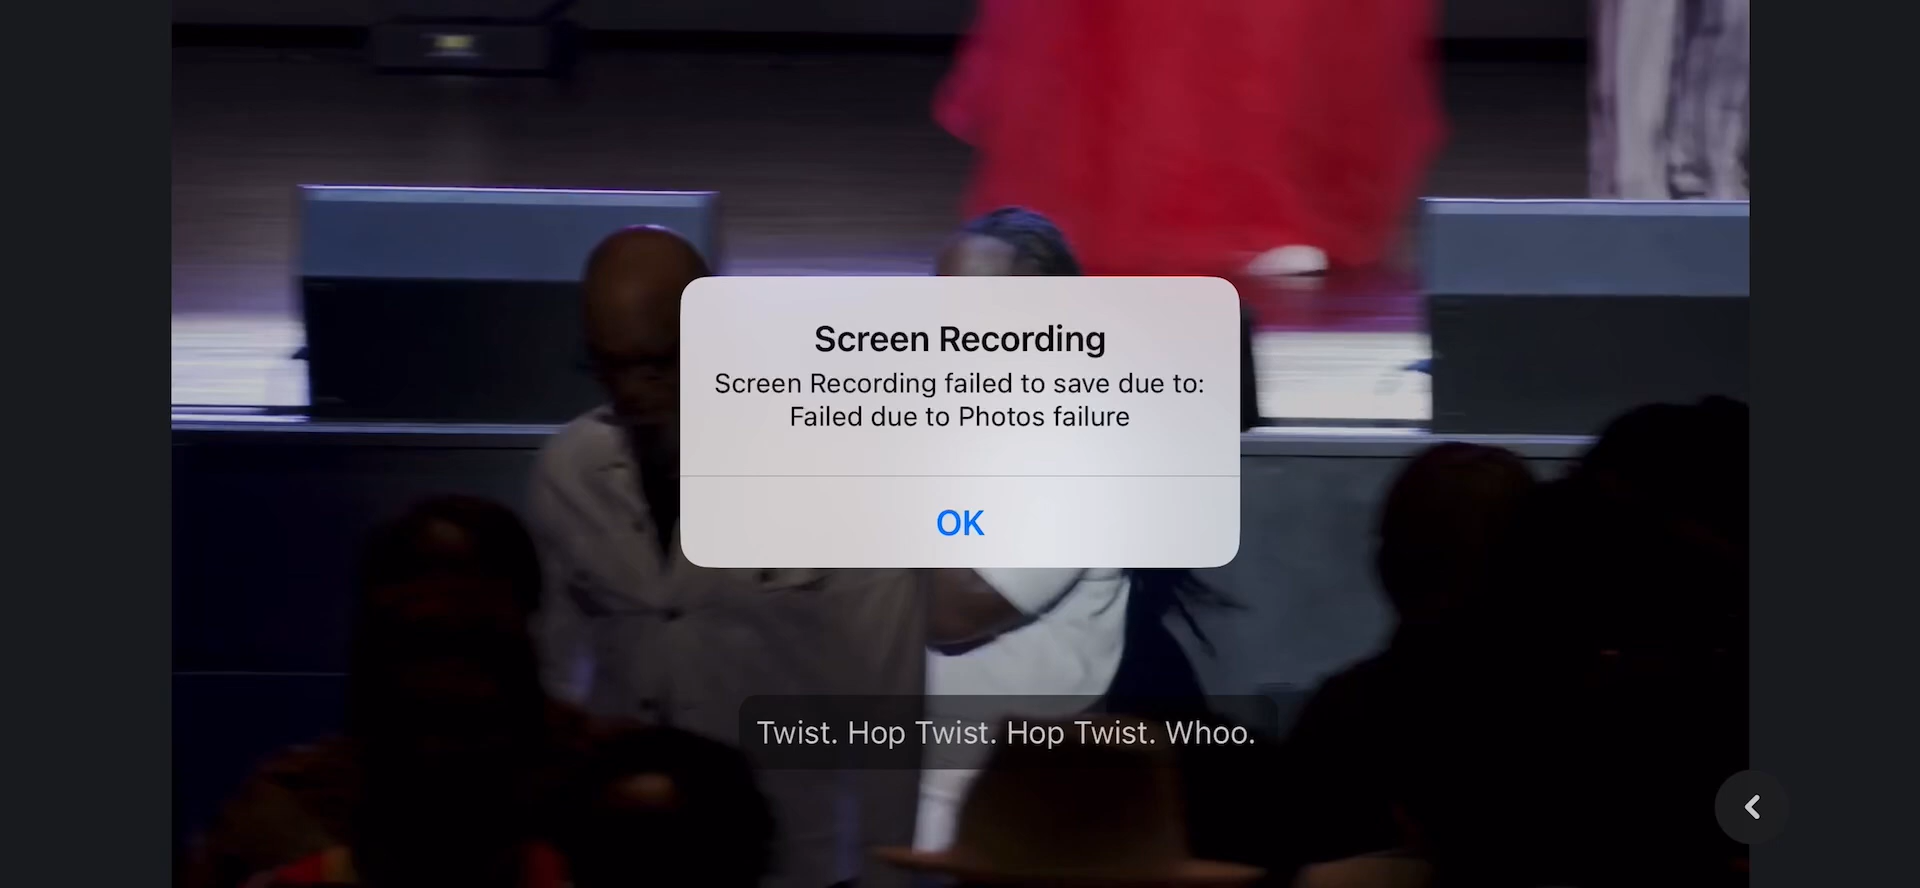 Screen Recording
Screen Recording failed to save due to:
Failed due to Photos failure
OK
Twist. Hop Twist. Hop Twist. Whoo.